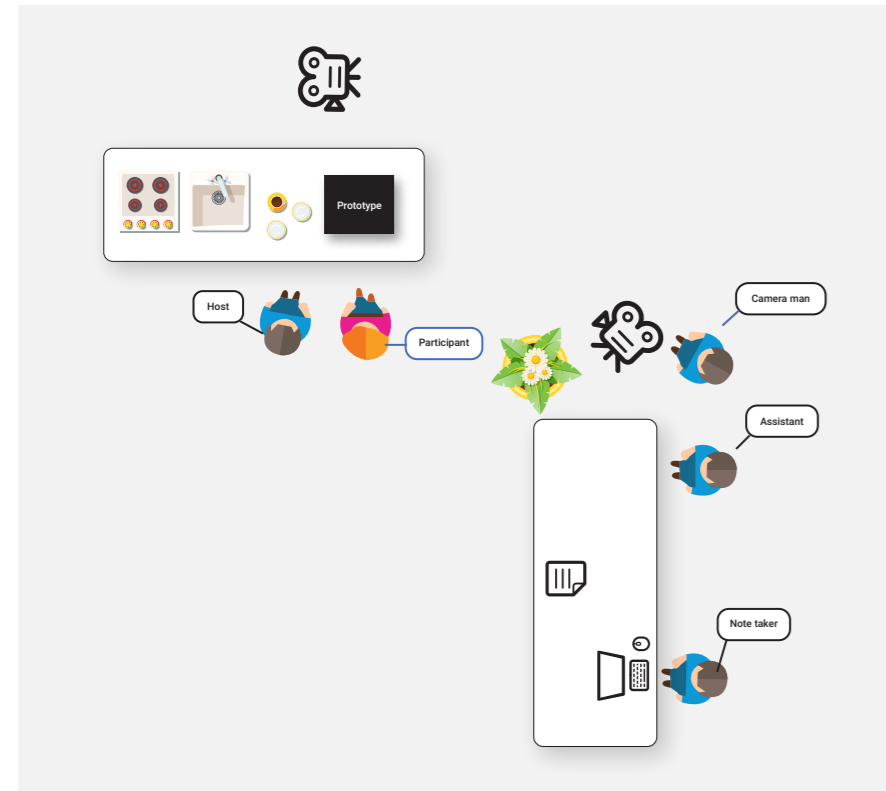 Prototype
Host
Participant
Camera man
Assistant
Note taker